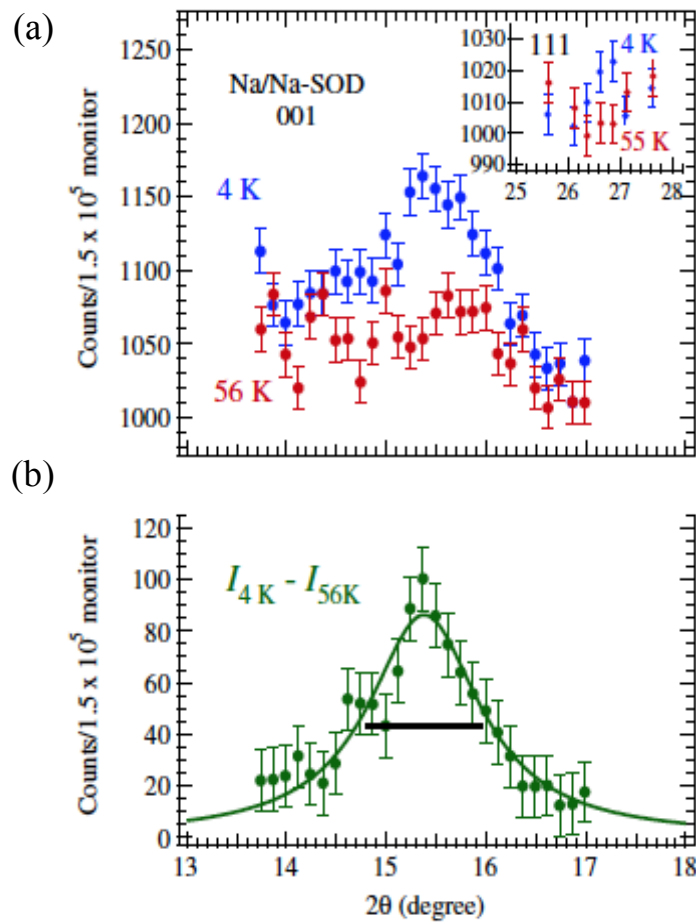 (a)
1250
1200
1150
1100
1050
1000
Counts/1.5 x 10⁵ monitor
Na/Na-SOD
001
4 K
56 K
1030
1020
1010
1000
990
111
4 K
55 K
25 26 27 28
(b)
120
100
80
60
40
20
0
Counts/1.5 x 10⁵ monitor
I4 K - I56K
13 14 15 16 17 18
2θ (degree)